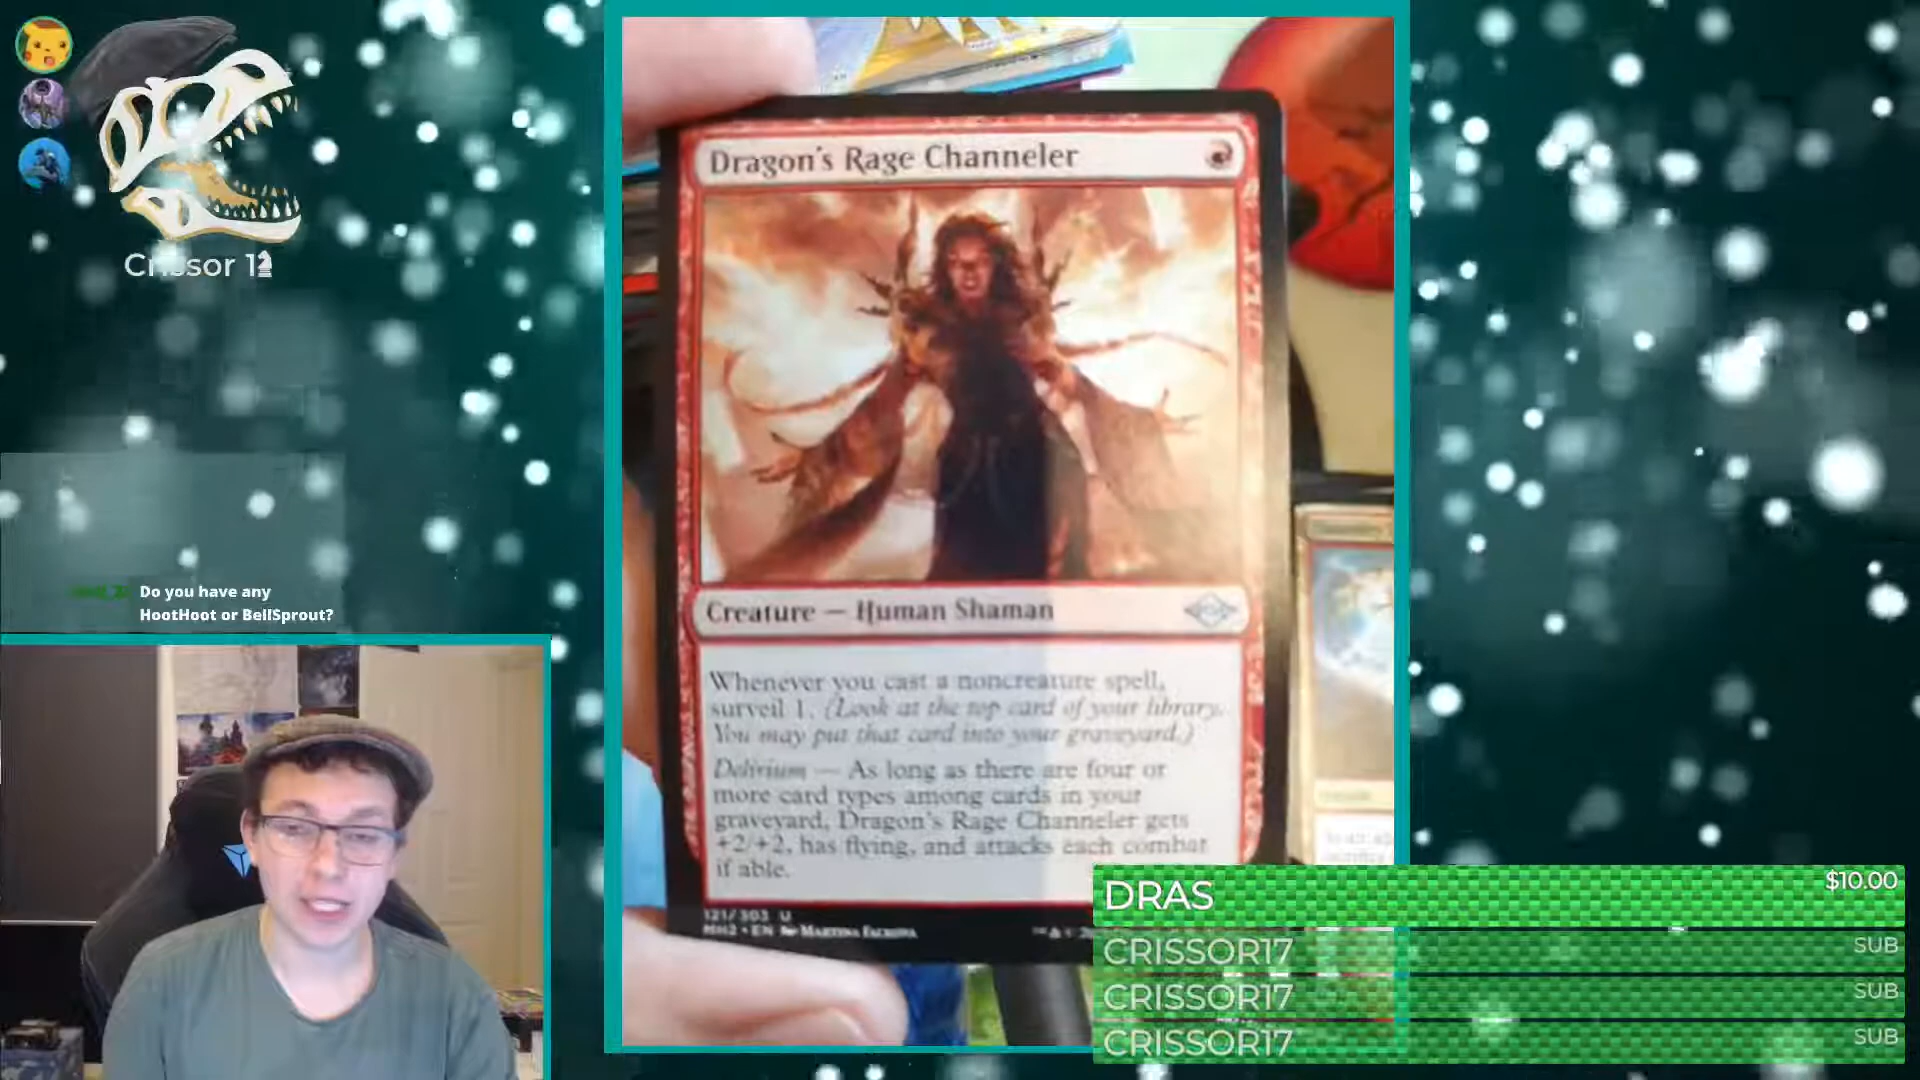 Crissor 1
Do you have any
HootHoot or BellSprout?
Dragon's Rage Channeler
Creature — Human Shaman
Whenever you cast a noncreature spell,
surveil 1. (Look at the top card of your library.
You may put that card into your graveyard.)
Delirium — As long as there are four or
more card types among cards in your
graveyard, Dragon's Rage Channeler gets
+2/+2, has flying, and attacks each combat
if able.
121/303 U
MH2 • EN Martina Fackova
DRAS $10.00
CRISSOR17 SUB
CRISSOR17 SUB
CRISSOR17 SUB